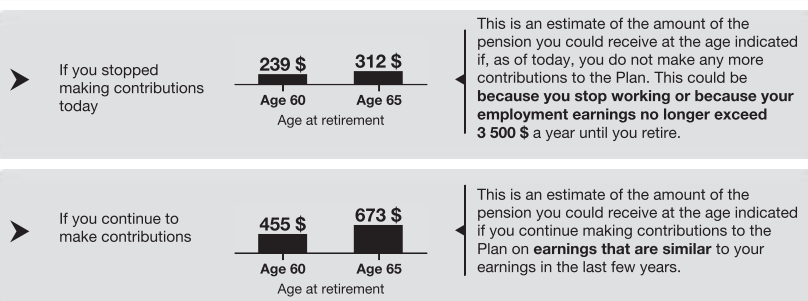 If you stopped
making contributions
today
239 $
312 $
Age 60
Age 65
Age at retirement
This is an estimate of the amount of the
pension you could receive at the age indicated
if, as of today, you do not make any more
contributions to the Plan. This could be
because you stop working or because your
employment earnings no longer exceed
3 500 $ a year until you retire.
If you continue to
make contributions
455 $
673 $
Age 60
Age 65
Age at retirement
This is an estimate of the amount of the
pension you could receive at the age indicated
if you continue making contributions to the
Plan on earnings that are similar to your
earnings in the last few years.